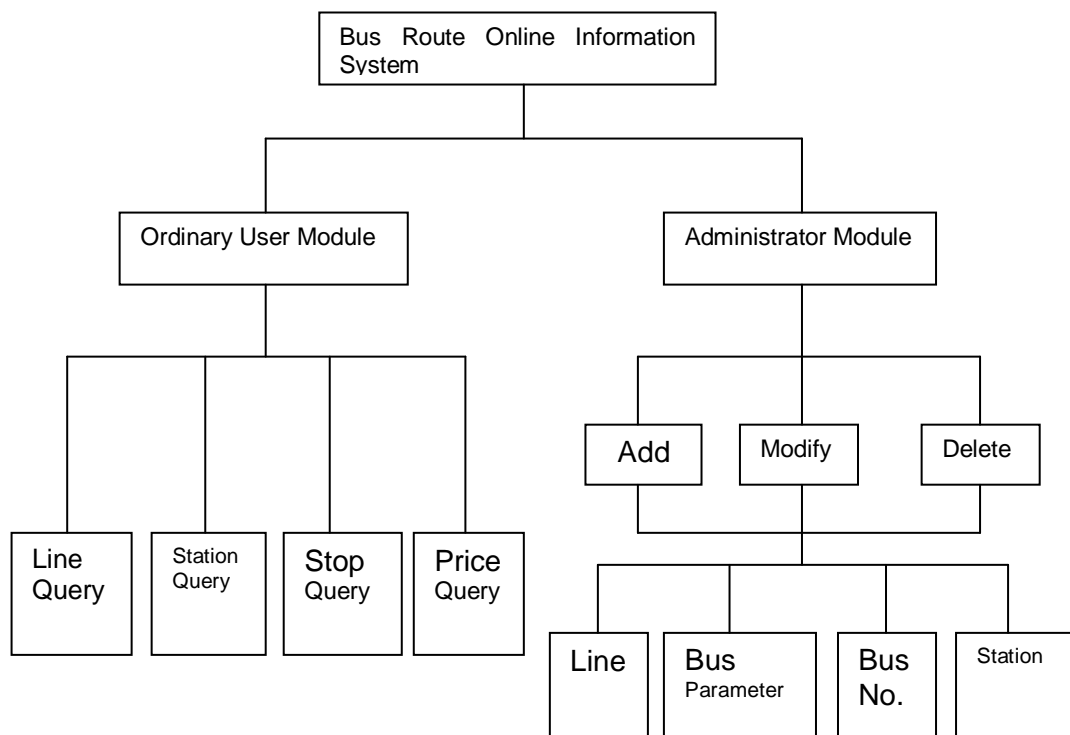 Bus Route Online Information
System
Ordinary User Module
Administrator Module
Add
Modify
Delete
Line
Query
Station
Query
Stop
Query
Price
Query
Line
Bus
Parameter
Bus
No.
Station